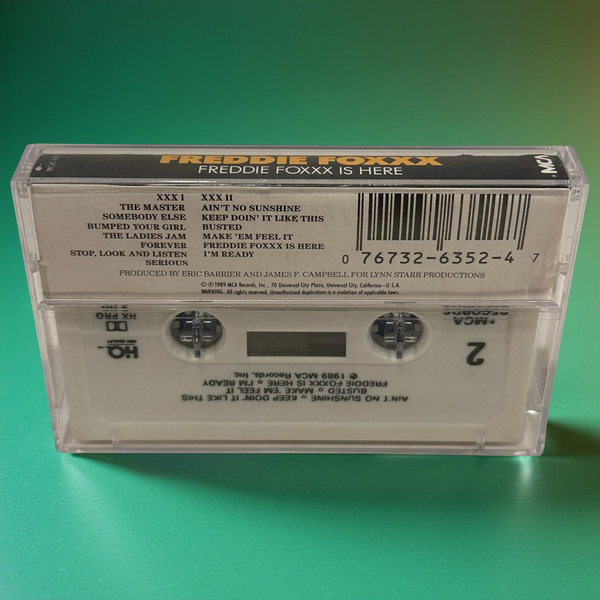 FREDDIE FOXXX
FREDDIE FOXXX IS HERE
MCA
XXX I
THE MASTER
SOMEBODY ELSE
BUMPED YOUR GIRL
THE LADIES JAM
FOREVER
STOP, LOOK AND LISTEN
SERIOUS
XXX II
AIN'T NO SUNSHINE
KEEP DOIN' IT LIKE THIS
BUSTED
MAKE 'EM FEEL IT
FREDDIE FOXXX IS HERE
I'M READY
0 76732-6352-4 7
PRODUCED BY ERIC BARRIER AND JAMES F. CAMPBELL FOR LYNN STARR PRODUCTIONS
©℗1989 MCA Records, Inc., 70 Universal City Plaza, Universal City, California—U.S.A.
WARNING: All rights reserved. Unauthorized duplication is a violation of applicable laws.
MCA
RECORDS
2
HX PRO
HQ
AIN'T NO SUNSHINE o KEEP DOIN' IT LIKE THIS
BUSTED o MAKE 'EM FEEL IT
FREDDIE FOXXX IS HERE o I'M READY
℗ 1989 MCA Records, Inc.